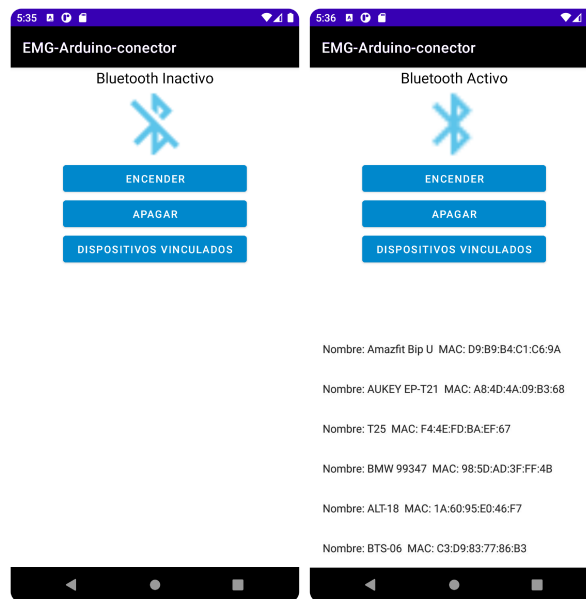 5:35
EMG-Arduino-conector
Bluetooth Inactivo
ENCENDER
APAGAR
DISPOSITIVOS VINCULADOS
5:36
EMG-Arduino-conector
Bluetooth Activo
ENCENDER
APAGAR
DISPOSITIVOS VINCULADOS
Nombre: Amazfit Bip U MAC: D9:B9:B4:C1:C6:9A
Nombre: AUKEY EP-T21 MAC: A8:4D:4A:09:B3:68
Nombre: T25 MAC: F4:4E:FD:BA:EF:67
Nombre: BMW 99347 MAC: 98:5D:AD:3F:FF:4B
Nombre: ALT-18 MAC: 1A:60:95:E0:46:F7
Nombre: BTS-06 MAC: C3:D9:83:77:86:B3